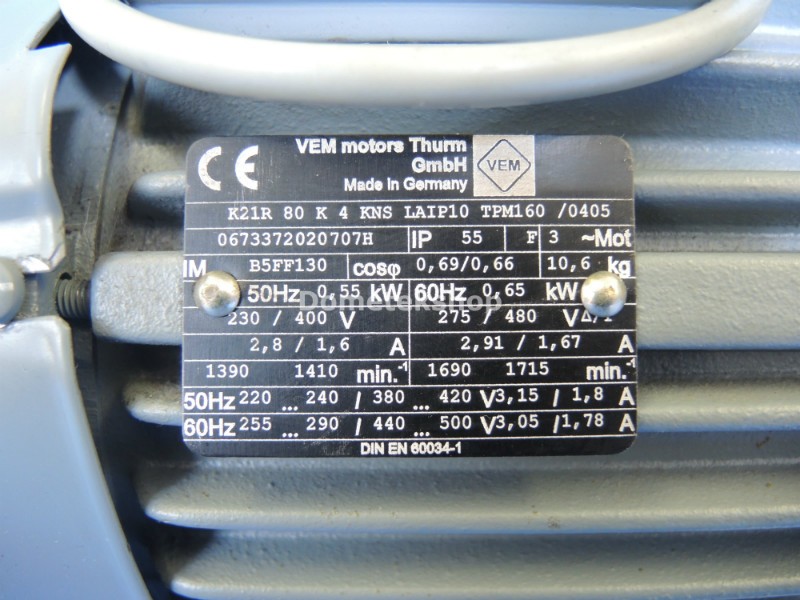 CE
VEM motors Thurm
GmbH
Made in Germany
VEM
K21R 80 K 4 KNS LAIP10 TPM160 /0405
0673372020707H IP 55 F 3 ~Mot
IM B5FF130 cosφ 0,69/0,66 10,6 kg
50Hz 0,55 kW 60Hz 0,65 kW
Dometekshop
230 / 400 V 275 / 480 V
2,8 / 1,6 A 2,91 / 1,67 A
1390 1410 min.-1 1690 1715 min.-1
50Hz 220 ... 240 / 380 ... 420 V 3,15 / 1,8 A
60Hz 255 ... 290 / 440 ... 500 V 3,05 / 1,78 A
DIN EN 60034-1